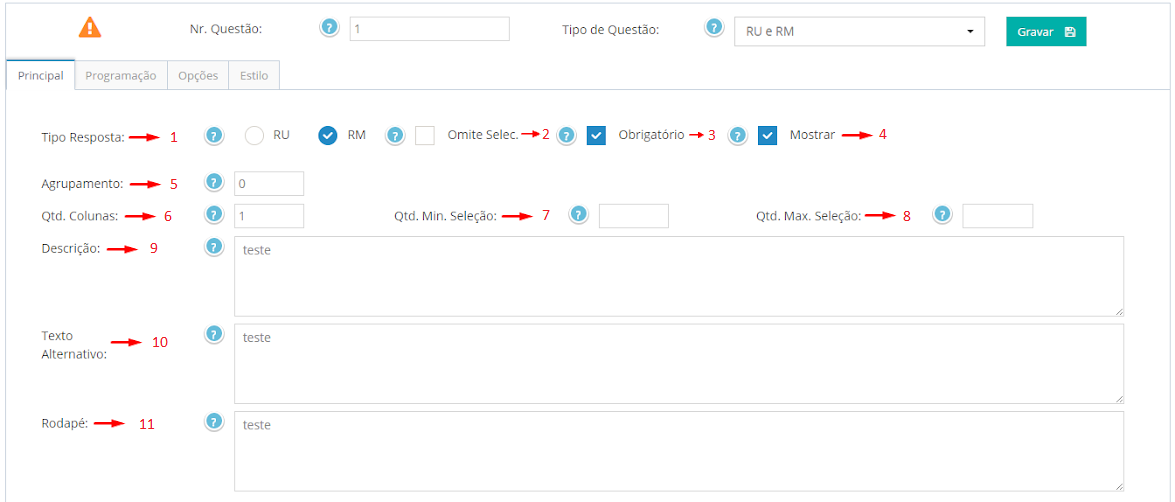 Nr. Questão: ? 1 Tipo de Questão: ? RU e RM Gravar
Principal Programação Opções Estilo
Tipo Resposta: 1 ? RU RM ? Omite Selec. 2 ? Obrigatório 3 ? Mostrar 4
Agrupamento: 5 ? 0
Qtd. Colunas: 6 ? 1 Qtd. Min. Seleção: 7 ? Qtd. Max. Seleção: 8 ?
Descrição: 9 ? teste
Texto
Alternativo: 10 ? teste
Rodapé: 11 ? teste